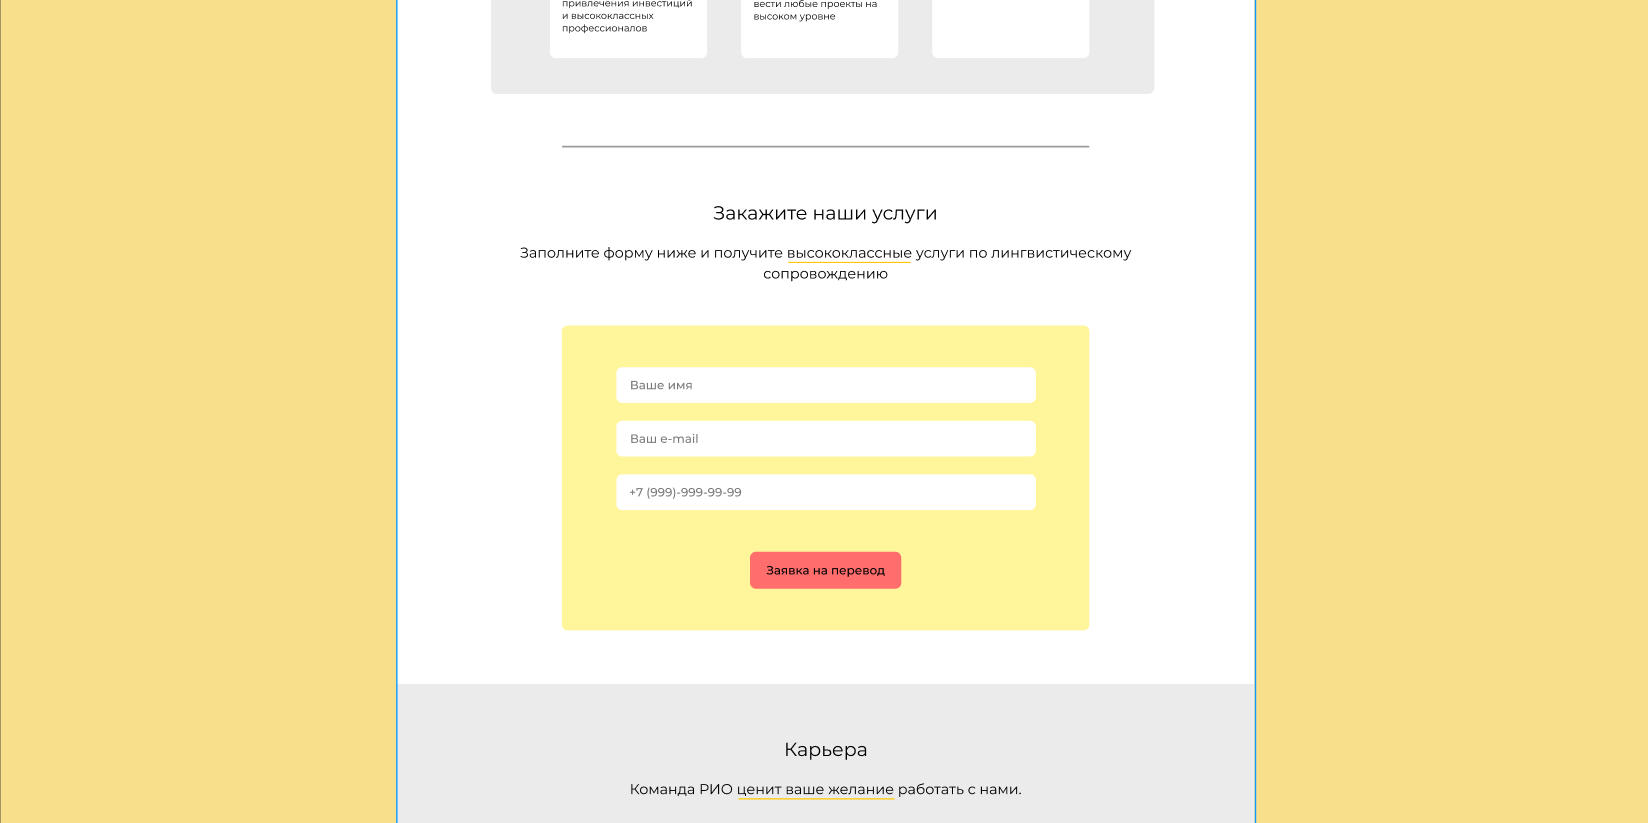 привлечения инвестиций
и высококлассных
профессионалов
вести любые проекты на
высоком уровне
Закажите наши услуги
Заполните форму ниже и получите высококлассные услуги по лингвистическому
сопровождению
Ваше имя
Ваш e-mail
+7 (999)-999-99-99
Заявка на перевод
Карьера
Команда РИО ценит ваше желание работать с нами.